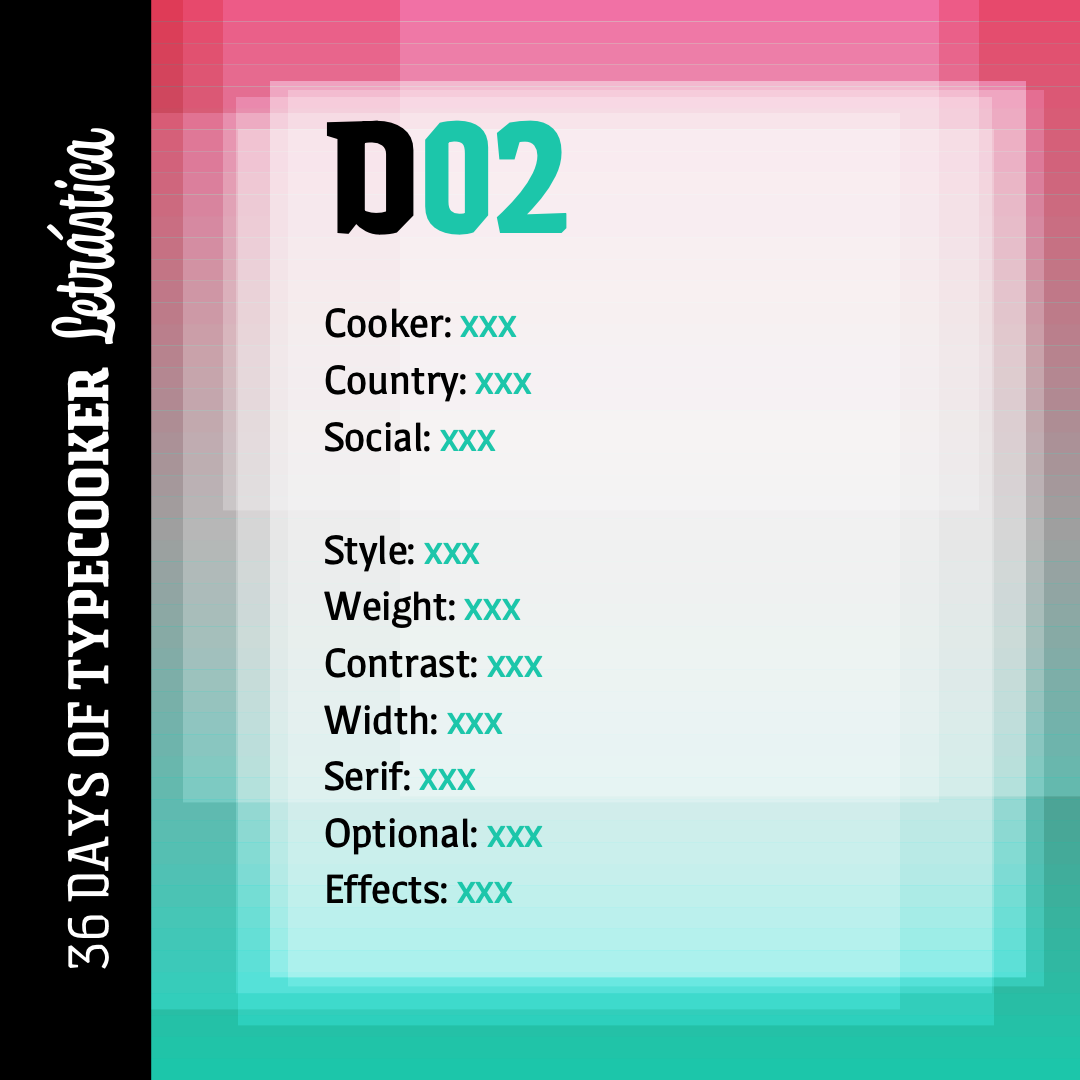 36 DAYS OF TYPECOOKER Letrástica
D02
Cooker: xxx
Country: xxx
Social: xxx
Style: xxx
Weight: xxx
Contrast: xxx
Width: xxx
Serif: xxx
Optional: xxx
Effects: xxx